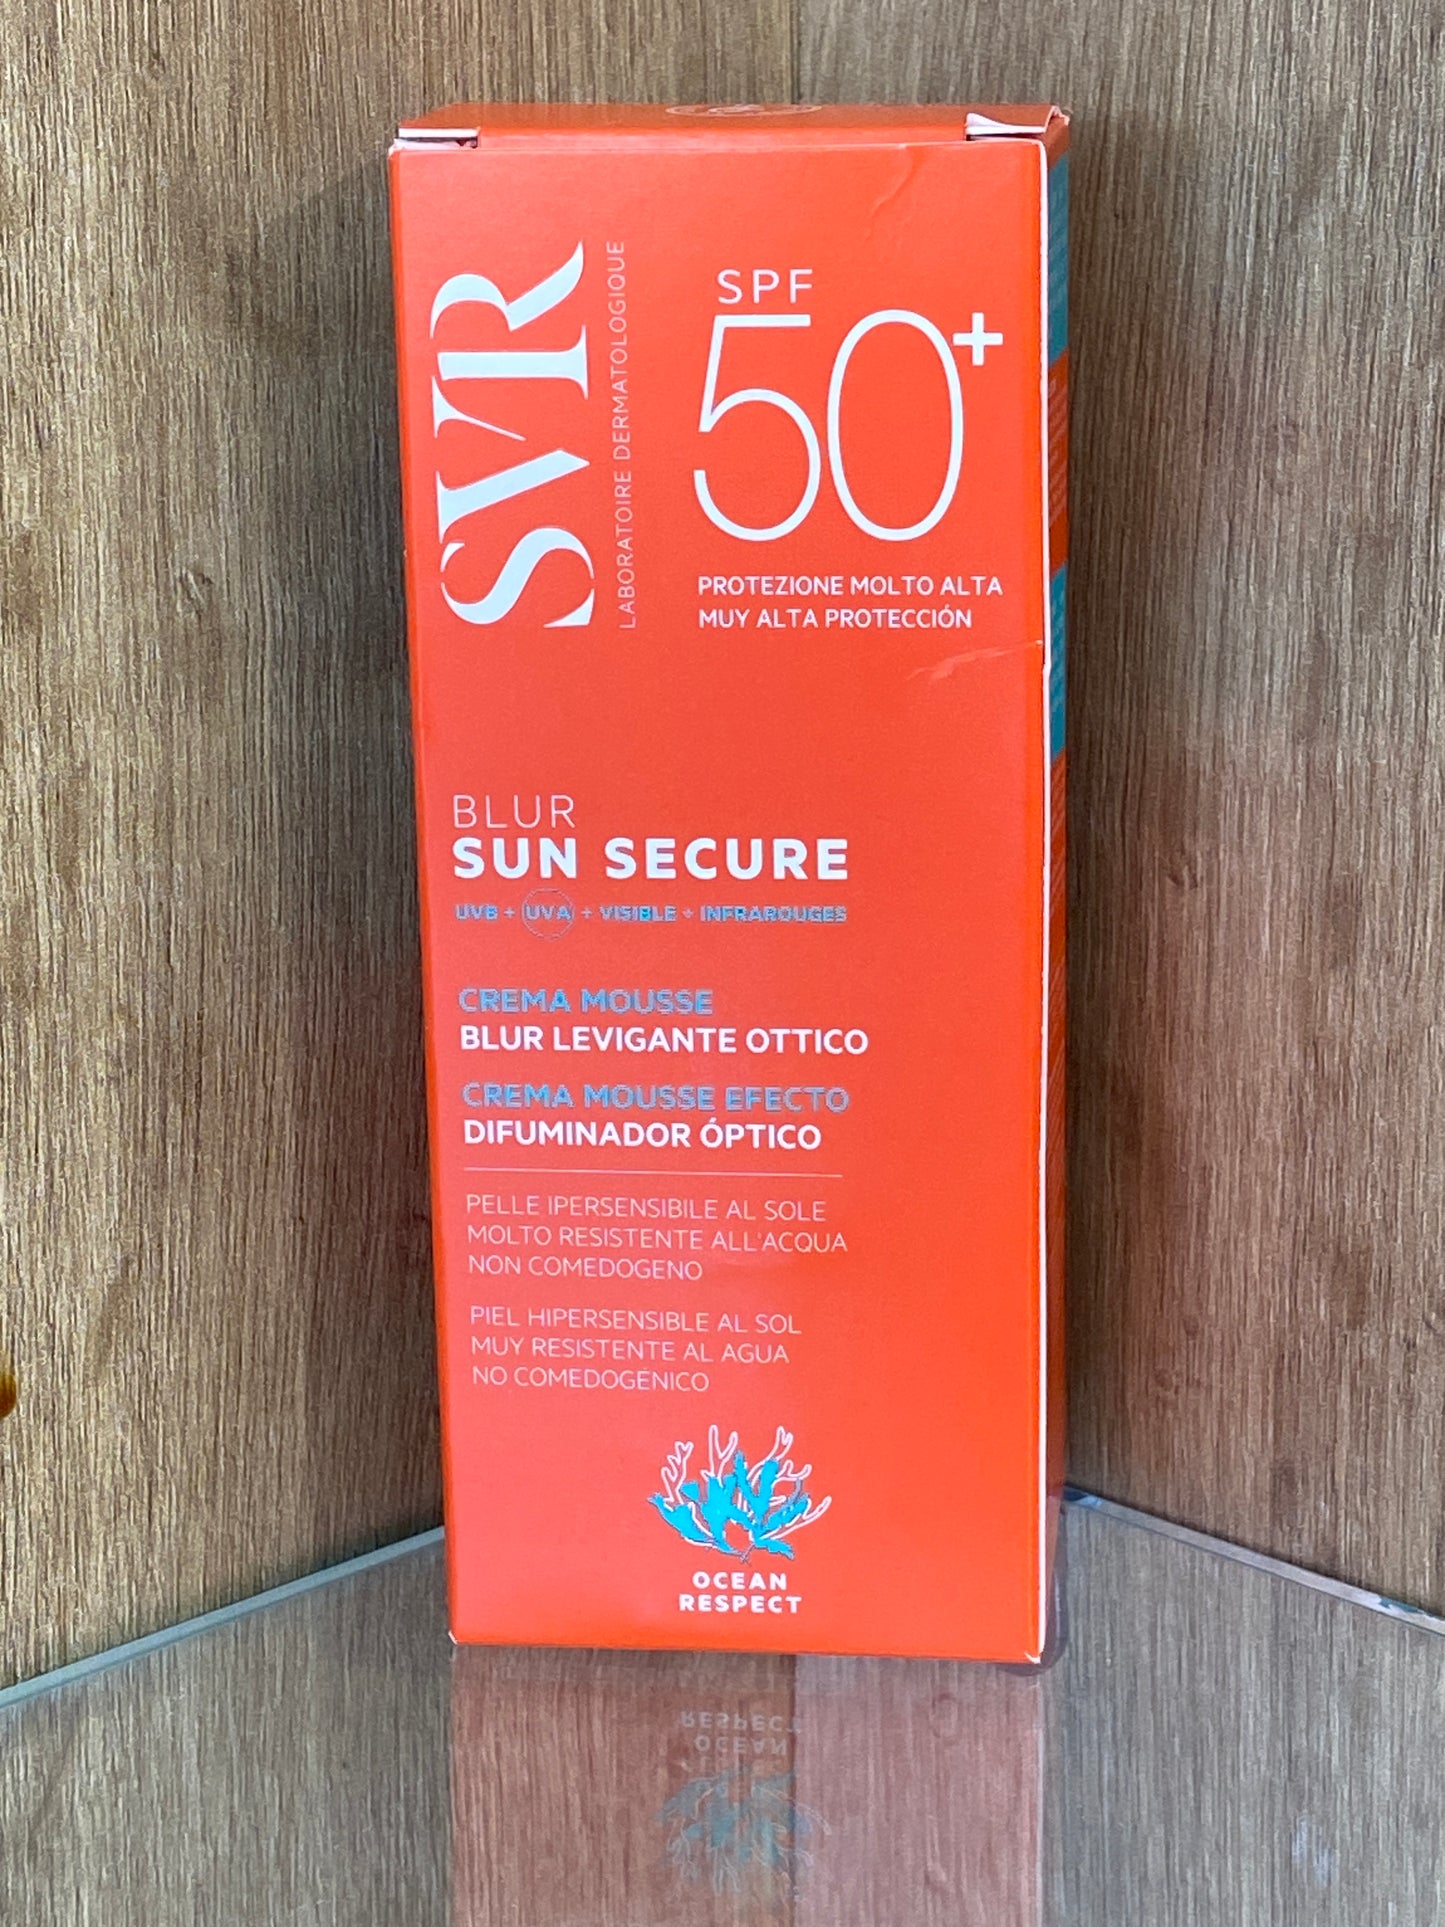 SVR
LABORATOIRE DERMATOLOGIQUE
SPF
50+
PROTEZIONE MOLTO ALTA
MUY ALTA PROTECCIÓN
BLUR
SUN SECURE
UVB + UVA + VISIBLE + INFRAROUGES
CREMA MOUSSE
BLUR LEVIGANTE OTTICO
CREMA MOUSSE EFECTO
DIFUMINADOR ÓPTICO
PELLE IPERSENSIBILE AL SOLE
MOLTO RESISTENTE ALL'ACQUA
NON COMEDOGENO
PIEL HIPERSENSIBLE AL SOL
MUY RESISTENTE AL AGUA
NO COMEDOGÉNICO
OCEAN
RESPECT